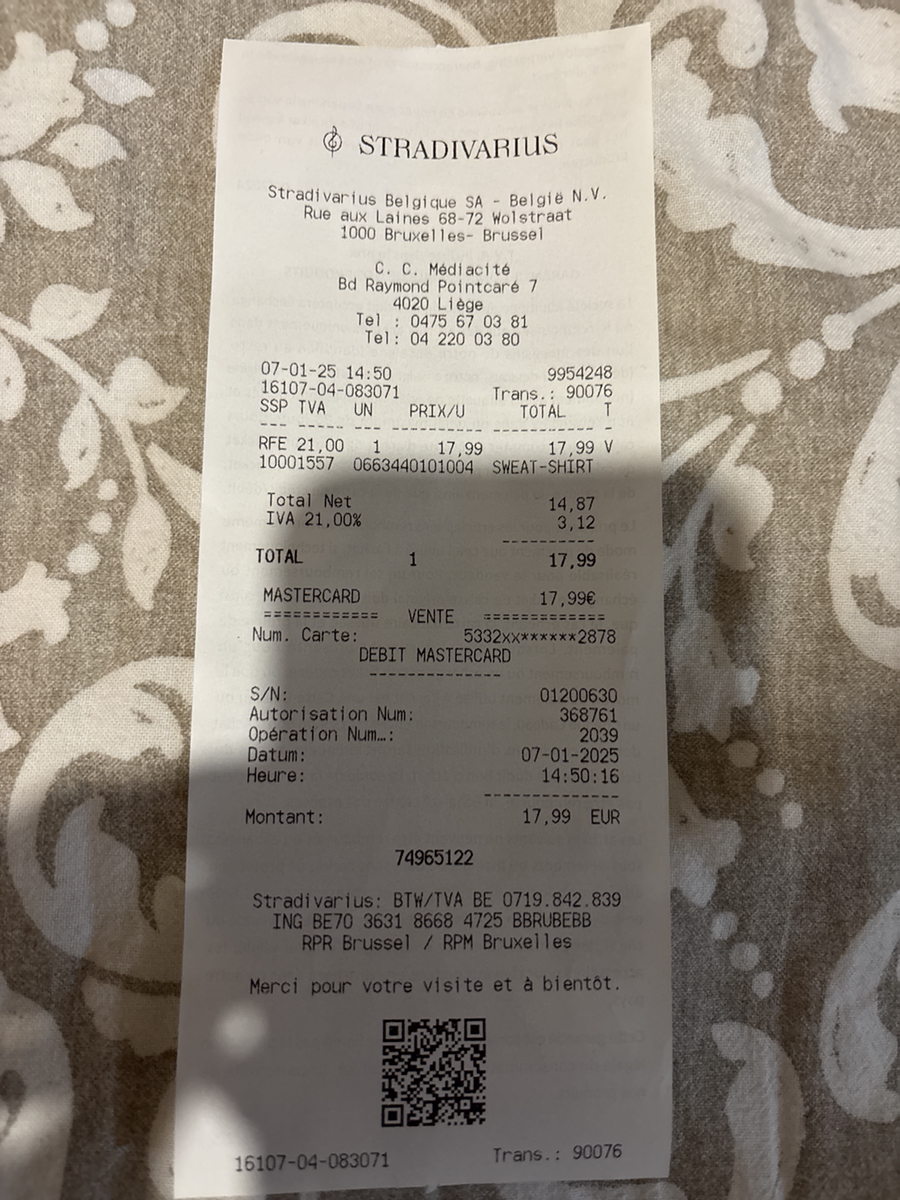 STRADIVARIUS
Stradivarius Belgique SA - België N.V.
Rue aux Laines 68-72 Wolstraat
1000 Bruxelles- Brussel
C. C. Médiacité
Bd Raymond Pointcaré 7
4020 Liège
Tel : 0475 67 03 81
Tel: 04 220 03 80
07-01-25 14:50 9954248
16107-04-083071 Trans.: 90076
SSP TVA UN PRIX/U TOTAL T
--- ----- --- ---------- ----------- -
RFE 21,00 1 17,99 17,99 V
10001557 0663440101004 SWEAT-SHIRT
Total Net 14,87
IVA 21,00% 3,12
----------
TOTAL 1 17,99
MASTERCARD 17,99€
============ VENTE =============
Num. Carte: 5332xx******2878
DEBIT MASTERCARD
--------------
S/N: 01200630
Autorisation Num: 368761
Opération Num…: 2039
Datum: 07-01-2025
Heure: 14:50:16
--------------
Montant: 17,99 EUR
74965122
Stradivarius: BTW/TVA BE 0719.842.839
ING BE70 3631 8668 4725 BBRUBEBB
RPR Brussel / RPM Bruxelles
Merci pour votre visite et à bientôt.
16107-04-083071 Trans.: 90076